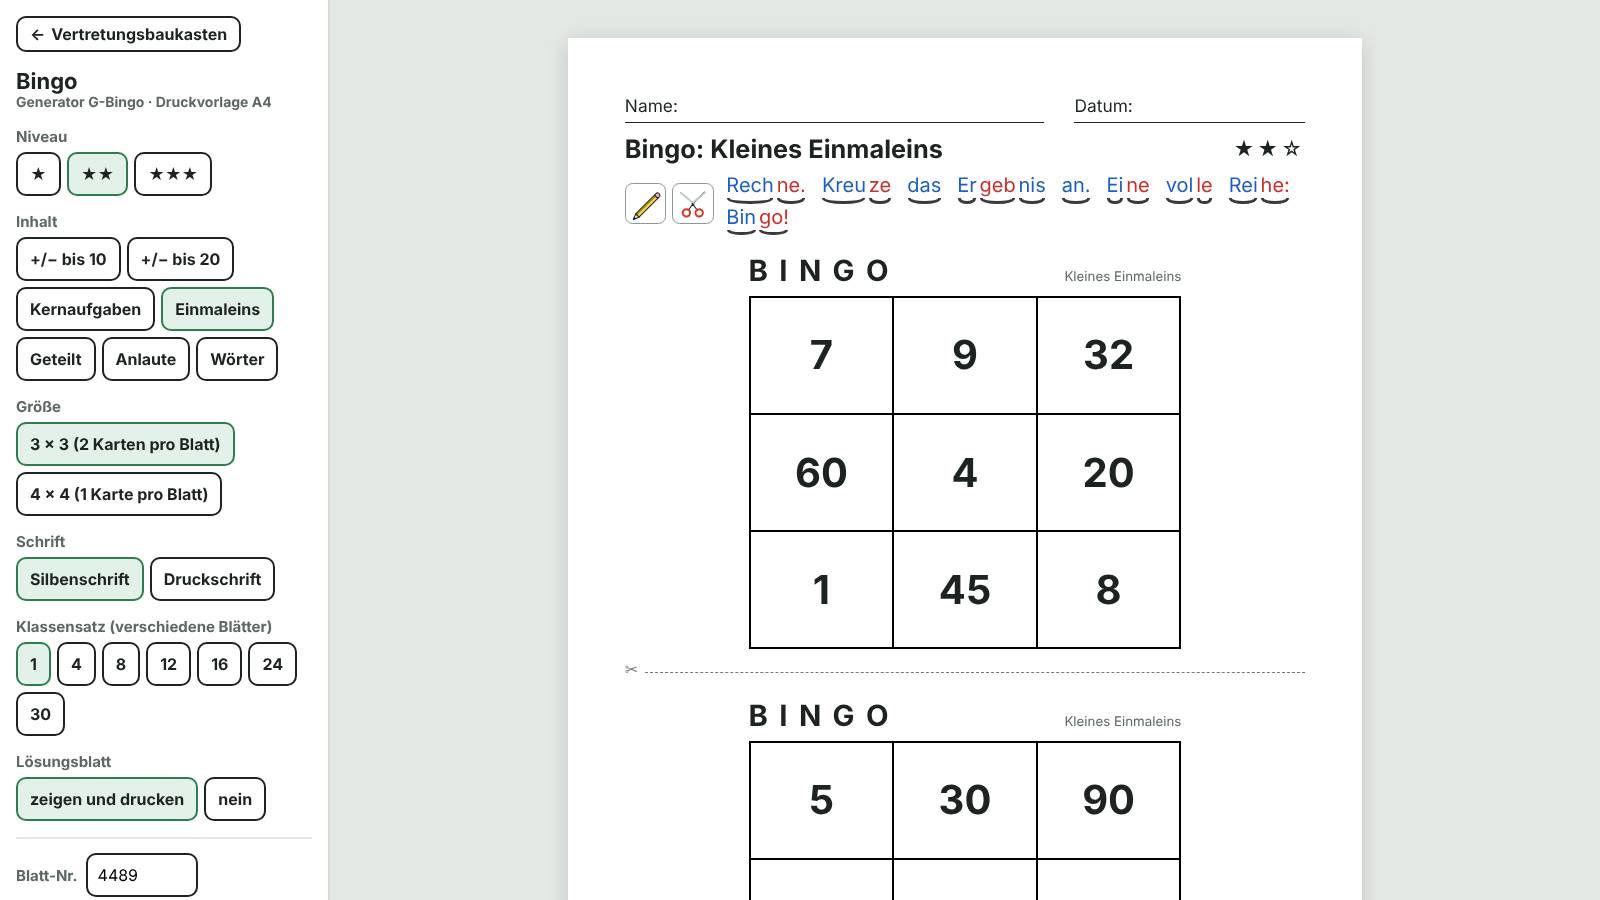 ← Vertretungsbaukasten
Bingo
Generator G-Bingo · Druckvorlage A4
Niveau
★ ★★ ★★★
Inhalt
+/− bis 10 +/− bis 20
Kernaufgaben Einmaleins
Geteilt Anlaute Wörter
Größe
3 × 3 (2 Karten pro Blatt)
4 × 4 (1 Karte pro Blatt)
Schrift
Silbenschrift Druckschrift
Klassensatz (verschiedene Blätter)
1 4 8 12 16 24
30
Lösungsblatt
zeigen und drucken nein
Blatt-Nr. 4489
Name: Datum:
Bingo: Kleines Einmaleins ★★☆
Rechne. Kreuze das Ergebnis an. Eine volle Reihe:
Bingo!
BINGO Kleines Einmaleins
7 9 32
60 4 20
1 45 8
BINGO Kleines Einmaleins
5 30 90